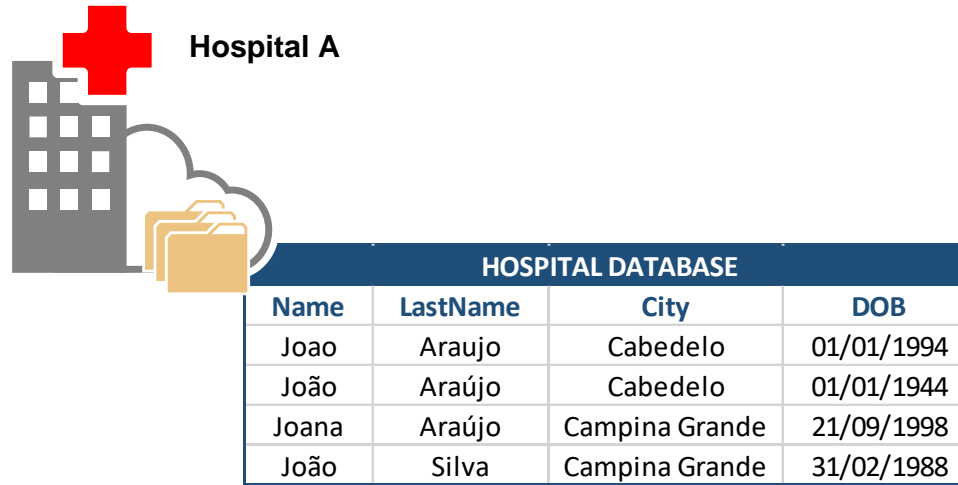 Hospital A
HOSPITAL DATABASE
Name LastName City DOB
Joao Araujo Cabedelo 01/01/1994
João Araújo Cabedelo 01/01/1944
Joana Araújo Campina Grande 21/09/1998
João Silva Campina Grande 31/02/1988